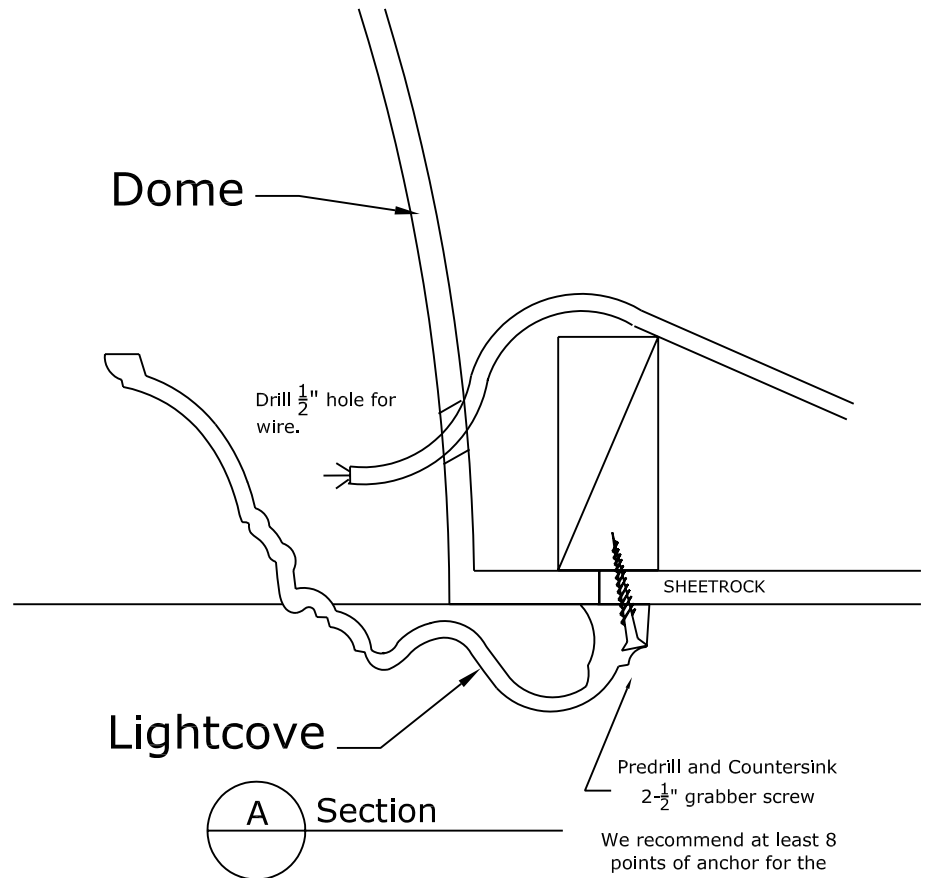 Dome
Drill 1/2" hole for
wire.
SHEETROCK
Lightcove
Predrill and Countersink
2-1/2" grabber screw
We recommend at least 8
points of anchor for the
A
Section